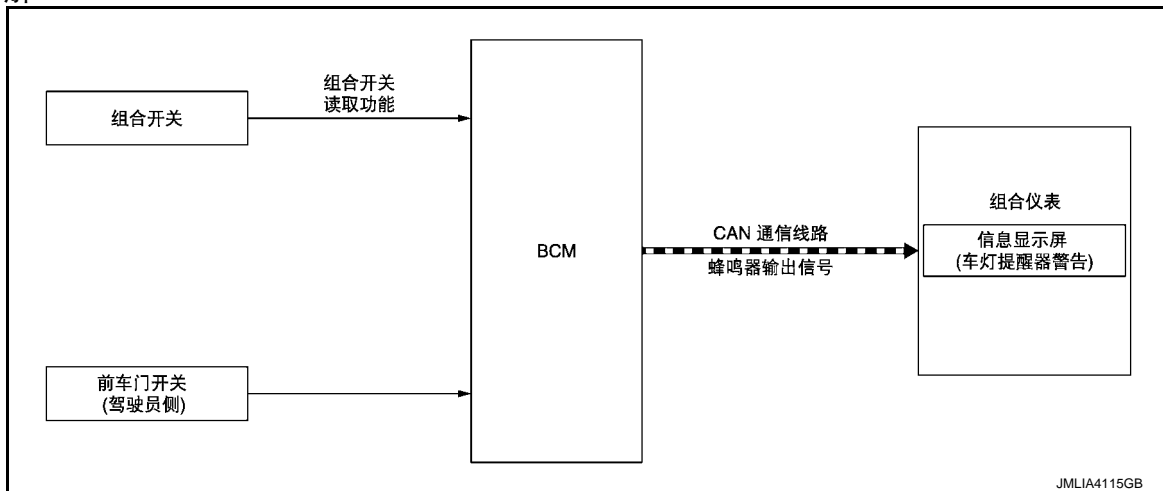 组合开关
读取功能
组合开关
BCM
CAN 通信线路
蜂鸣器输出信号
组合仪表
信息显示屏
(车灯提醒器警告)
前车门开关
(驾驶员侧)
JMLIA4115GB